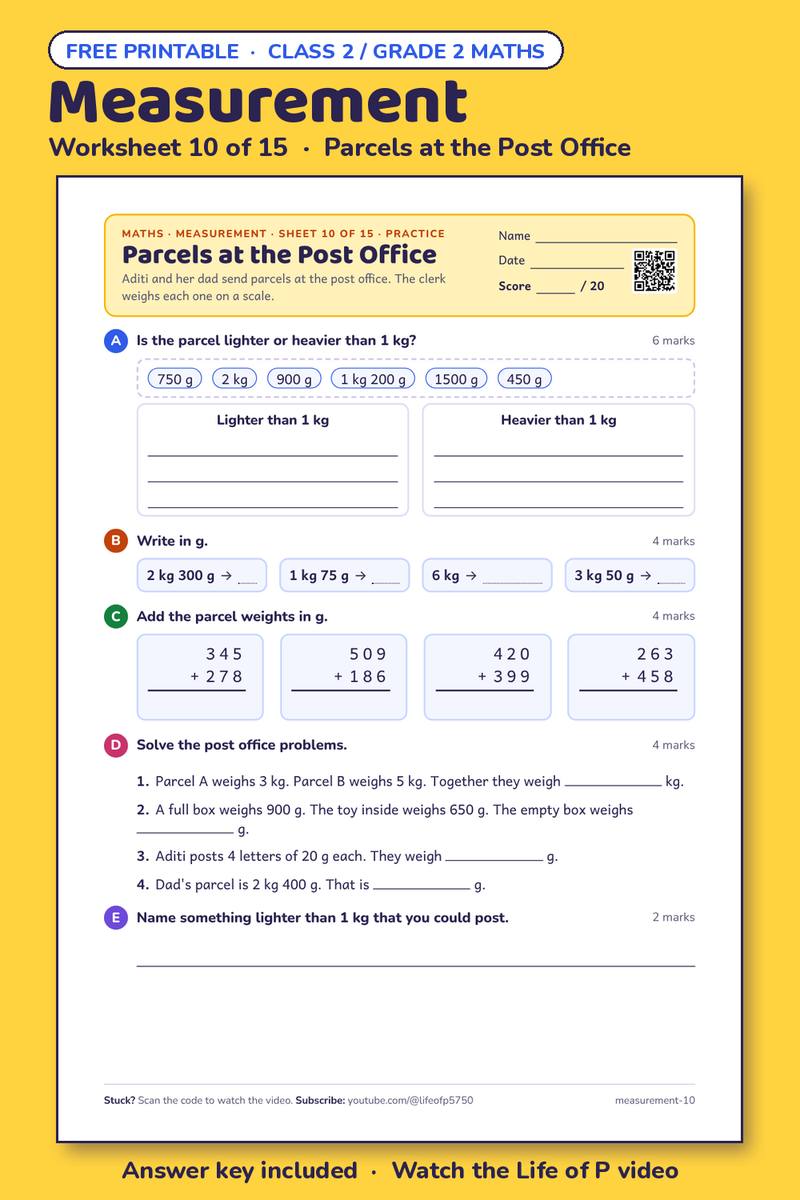 FREE PRINTABLE · CLASS 2 / GRADE 2 MATHS
Measurement
Worksheet 10 of 15 · Parcels at the Post Office
MATHS · MEASUREMENT · SHEET 10 OF 15 · PRACTICE
Parcels at the Post Office
Aditi and her dad send parcels at the post office. The clerk
weighs each one on a scale.
Name
Date
Score ______ / 20
A Is the parcel lighter or heavier than 1 kg? 6 marks
750 g 2 kg 900 g 1 kg 200 g 1500 g 450 g
Lighter than 1 kg
Heavier than 1 kg
B Write in g. 4 marks
2 kg 300 g → ___ 1 kg 75 g → ____ 6 kg → _________ 3 kg 50 g → ____
C Add the parcel weights in g. 4 marks
345 509 420 263
+ 278 + 186 + 399 + 458
D Solve the post office problems. 4 marks
1. Parcel A weighs 3 kg. Parcel B weighs 5 kg. Together they weigh ____________ kg.
2. A full box weighs 900 g. The toy inside weighs 650 g. The empty box weighs
____________ g.
3. Aditi posts 4 letters of 20 g each. They weigh ____________ g.
4. Dad's parcel is 2 kg 400 g. That is ____________ g.
E Name something lighter than 1 kg that you could post. 2 marks
Stuck? Scan the code to watch the video. Subscribe: youtube.com/@lifeofp5750
measurement-10
Answer key included · Watch the Life of P video